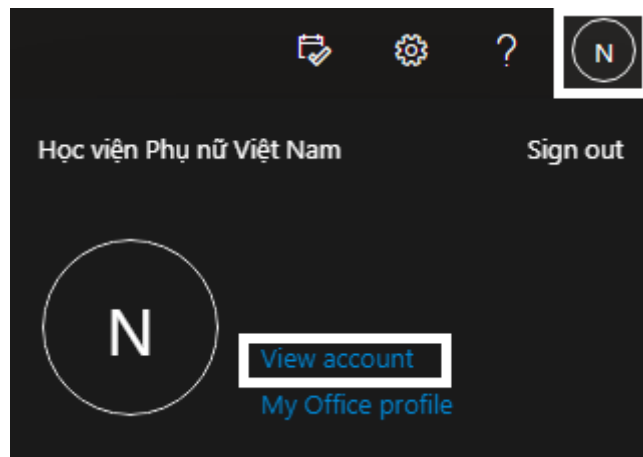 N
Học viện Phụ nữ Việt Nam
Sign out
N
View account
My Office profile